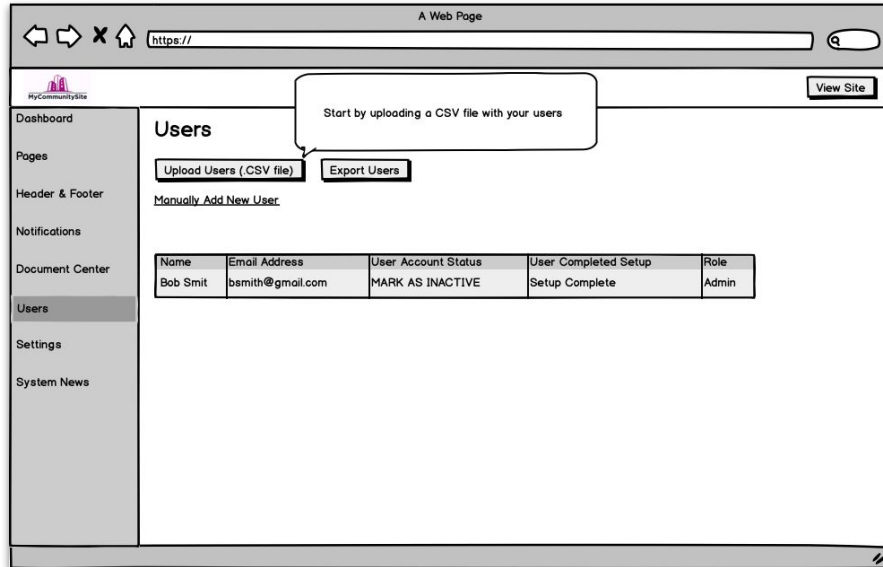 A Web Page
https://
MyCommunitySite
View Site
Start by uploading a CSV file with your users
Dashboard
Pages
Header & Footer
Notifications
Document Center
Users
Settings
System News
Users
Upload Users (.CSV file) Export Users
Manually Add New User
Name Email Address User Account Status User Completed Setup Role
Bob Smit bsmith@gmail.com MARK AS INACTIVE Setup Complete Admin